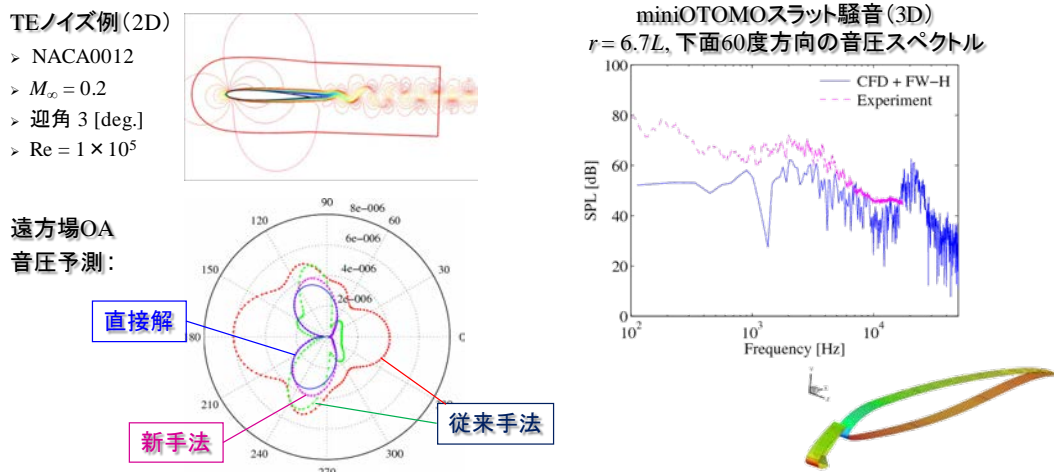 TEノイズ例(2D)
➢ NACA0012
➢ M∞ = 0.2
➢ 迎角 3 [deg.]
➢ Re = 1 × 10⁵
遠方場OA
音圧予測:
90
8e−006
120
60
6e−006
150
4e−006
30
2e−006
直接解
180
210
新手法
従来手法
240
300
270
miniOTOMOスラット騒音(3D)
r = 6.7L, 下面60度方向の音圧スペクトル
100
CFD + FW-H
Experiment
80
60
SPL [dB]
40
20
0
10²
10³
10⁴
Frequency [Hz]